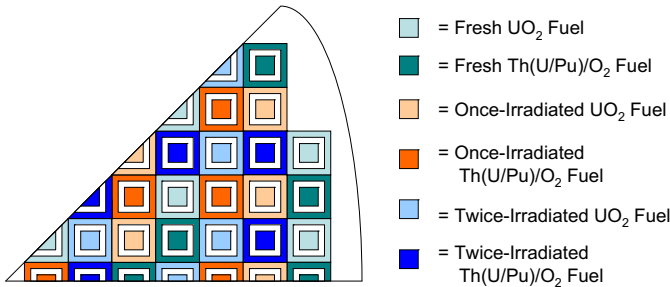 = Fresh UO₂ Fuel
= Fresh Th(U/Pu)/O₂ Fuel
= Once-Irradiated UO₂ Fuel
= Once-Irradiated
Th(U/Pu)/O₂ Fuel
= Twice-Irradiated UO₂ Fuel
= Twice-Irradiated
Th(U/Pu)/O₂ Fuel